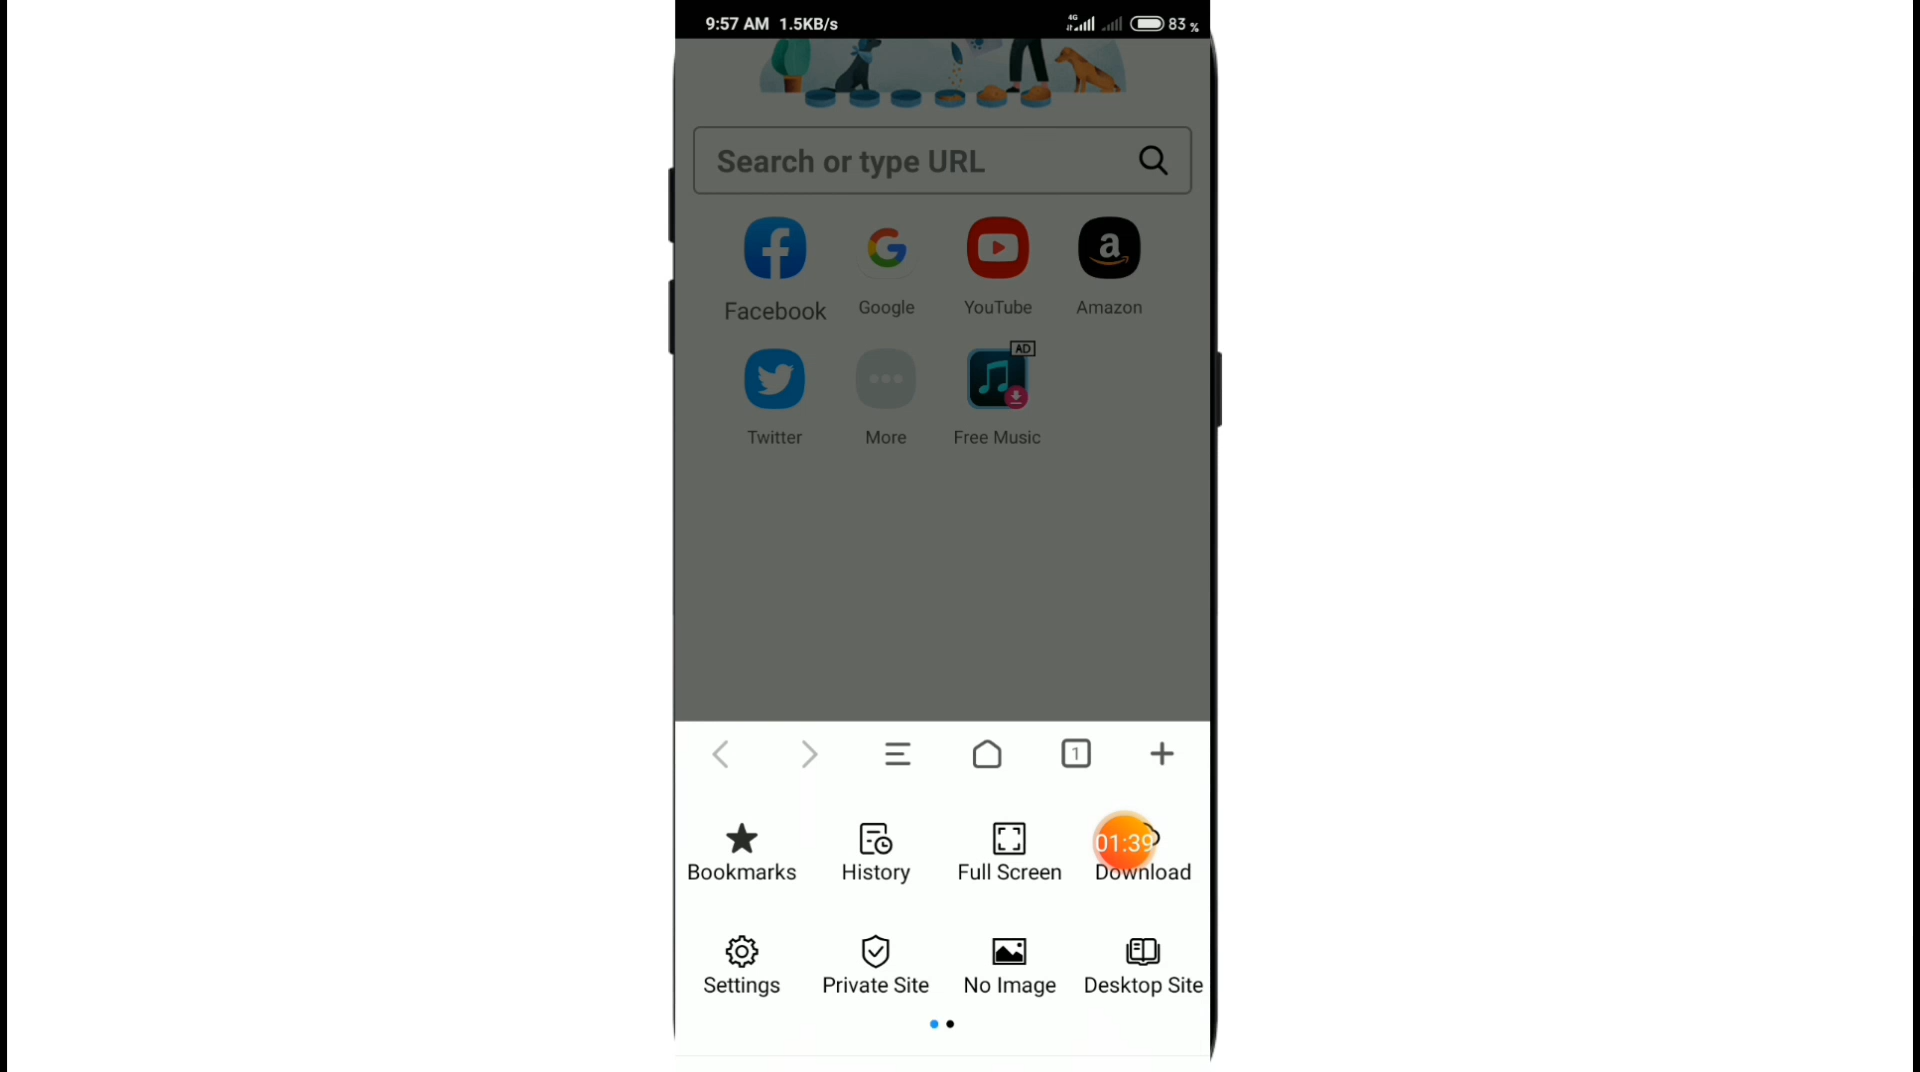 9:57 AM 1.5KB/s 4G 83 %
Search or type URL
Facebook Google YouTube Amazon
AD
Twitter More Free Music
1
01:39
Bookmarks History Full Screen Download
Settings Private Site No Image Desktop Site